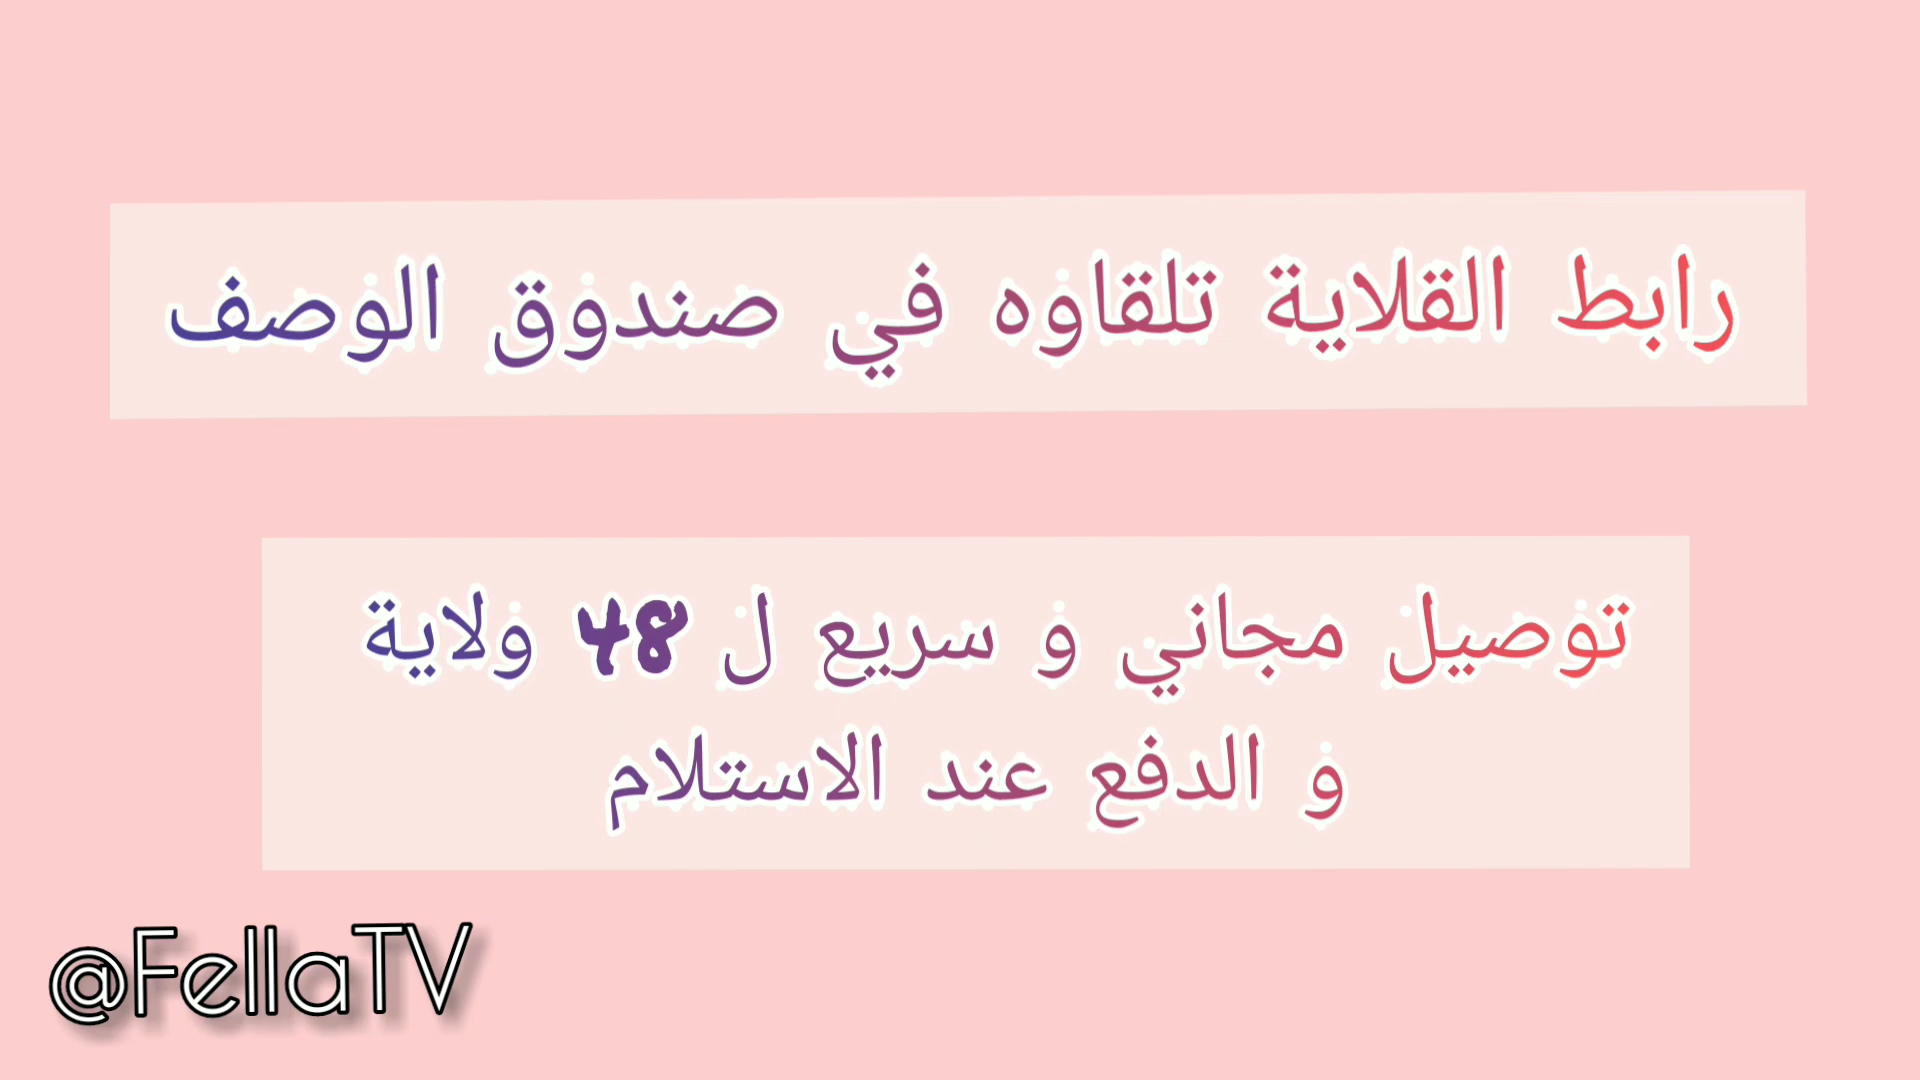 رابط القلاية تلقاوه في صندوق الوصف
توصيل مجاني و سريع ل 48 ولاية
و الدفع عند الاستلام
@FellaTV